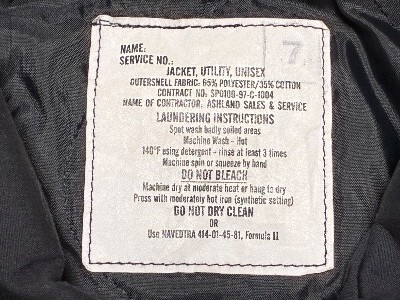 7
NAME:
SERVICE NO.:
JACKET, UTILITY, UNISEX
OUTERSHELL FABRIC: 65% POLYESTER/35% COTTON
CONTRACT NO: SPO100-97-C-1004
NAME OF CONTRACTOR: ASHLAND SALES & SERVICE
LAUNDERING INSTRUCTIONS
Spot wash badly soiled areas
Machine Wash - Hot
140°F using detergent - rinse at least 3 times
Machine spin or squeeze by hand
DO NOT BLEACH
Machine dry at moderate heat or hang to dry
Press with moderately hot iron (synthetic setting)
GO NOT DRY CLEAN
OR
Use NAVEDTRA 414-01-45-81, Formula II